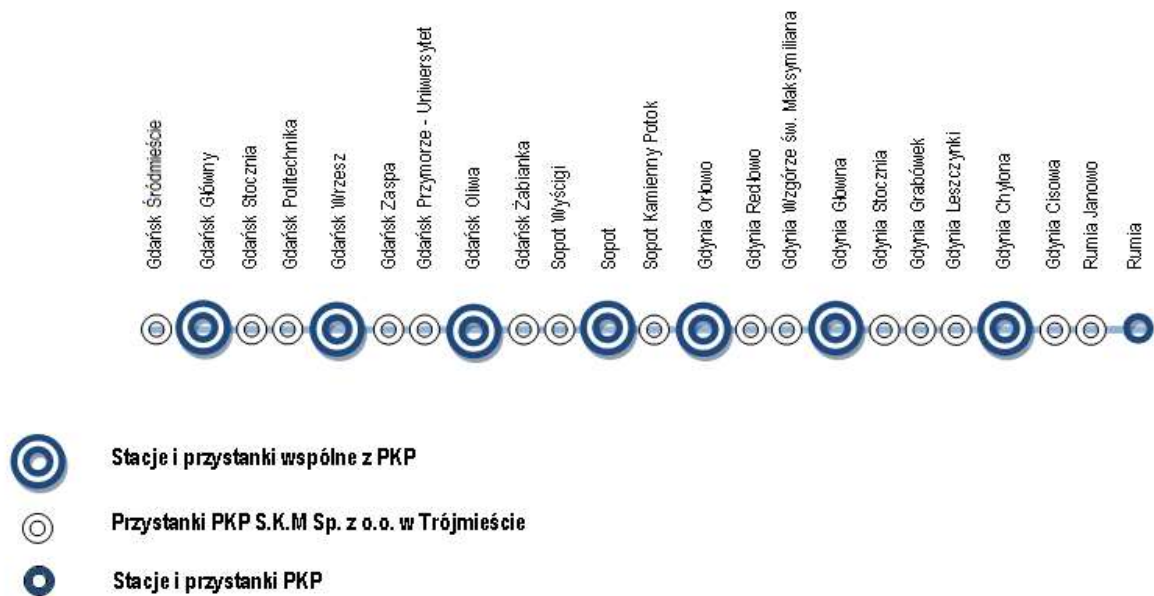 Gdańsk Śródmieście
Gdańsk Główny
Gdańsk Stocznia
Gdańsk Politechnika
Gdańsk Wrzesz
Gdańsk Zaspa
Gdańsk Przymorze - Uniwersytet
Gdańsk Oliwa
Gdańsk Żabianka
Sopot Wyścigi
Sopot
Sopot Kamienny Potok
Gdynia Orłowo
Gdynia Redłowo
Gdynia Wzgórze św. Maksymiliana
Gdynia Główna
Gdynia Stocznia
Gdynia Grabówek
Gdynia Leszczynki
Gdynia Chylona
Gdynia Cisowa
Rumia Janowo
Rumia
Stacje i przystanki wspólne z PKP
Przystanki PKP S.K.M Sp. z o.o. w Trójmieście
Stacje i przystanki PKP